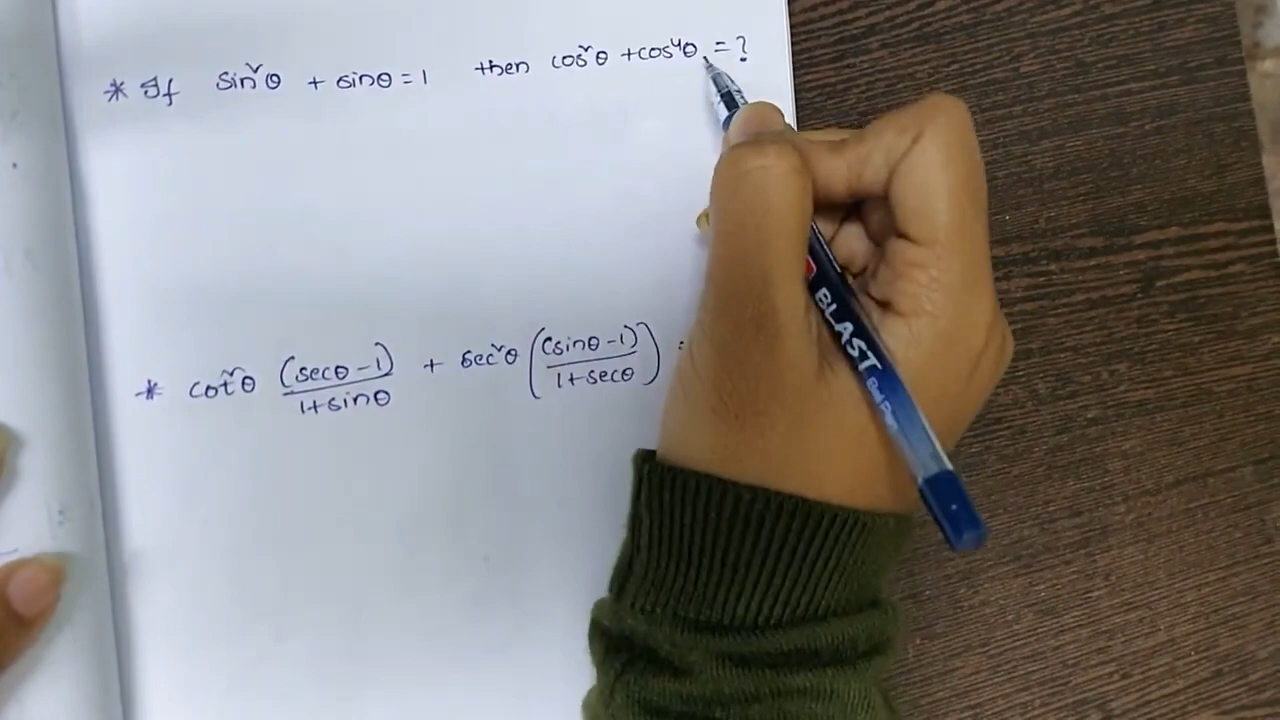 * If sin²θ + sinθ = 1 then cos²θ + cos⁴θ = ?
* cot²θ (secθ - 1)/(1 + sinθ) + sec²θ ((sinθ - 1)/(1 + secθ)) =
BLAST